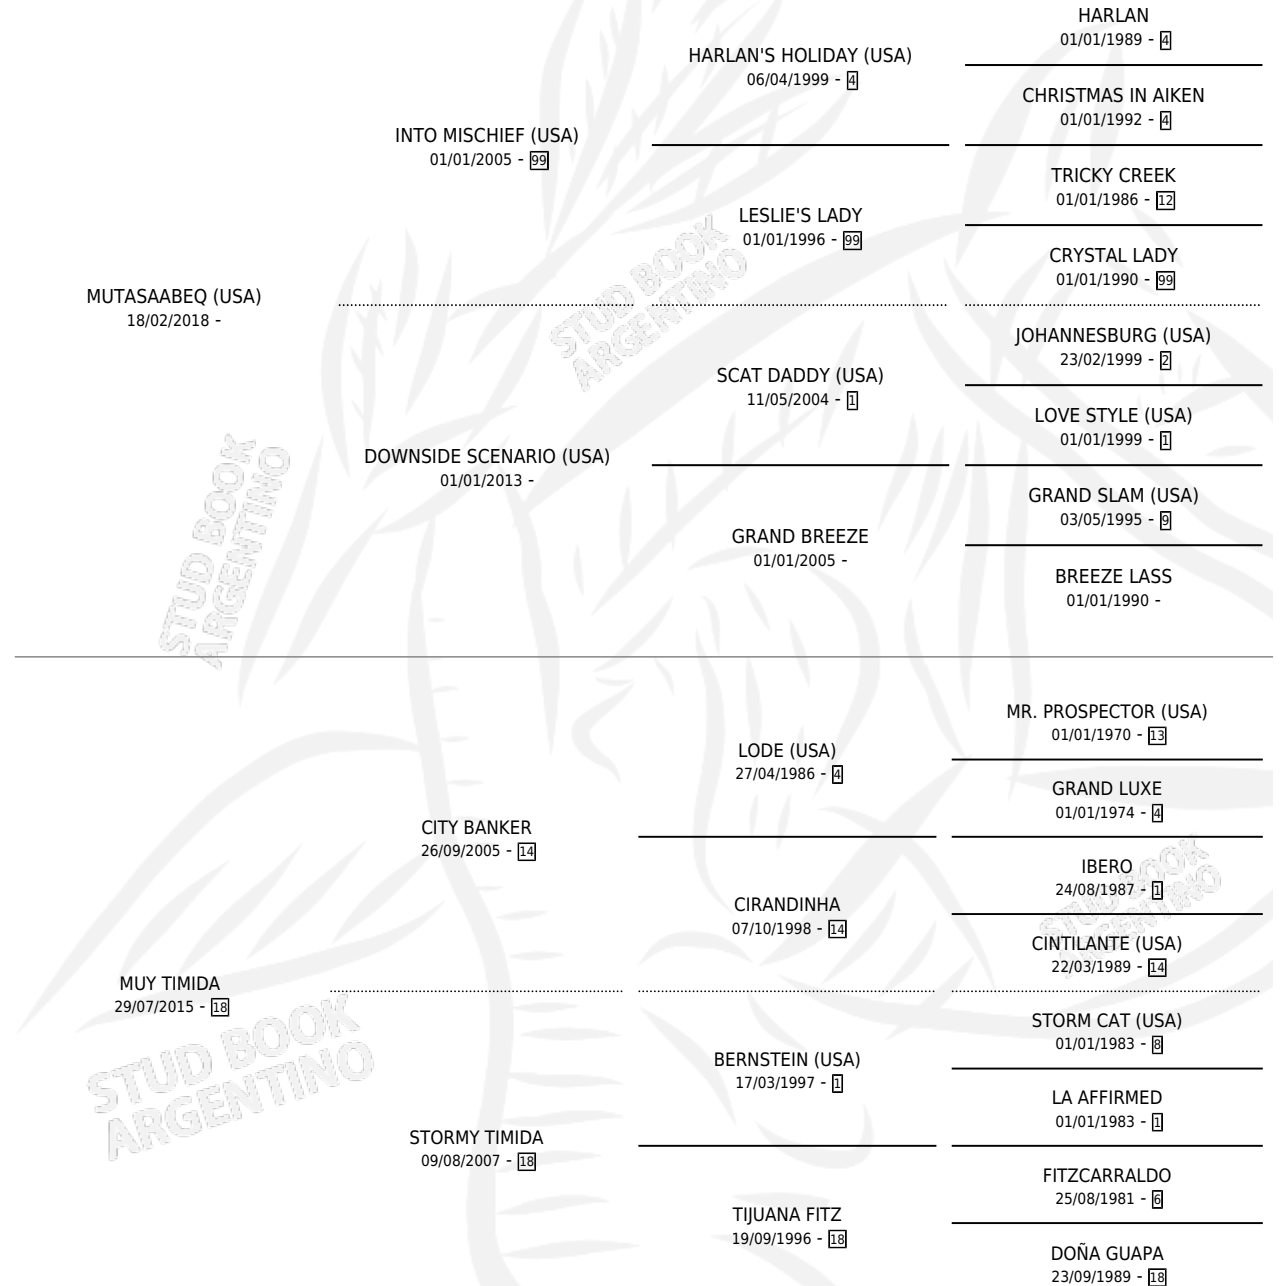 HARLAN
01/01/1989 - 4
HARLAN'S HOLIDAY (USA)
06/04/1999 - 4
CHRISTMAS IN AIKEN
01/01/1992 - 4
INTO MISCHIEF (USA)
01/01/2005 - 99
TRICKY CREEK
01/01/1986 - 12
LESLIE'S LADY
01/01/1996 - 99
CRYSTAL LADY
01/01/1990 - 99
MUTASAABEQ (USA)
18/02/2018 -
JOHANNESBURG (USA)
23/02/1999 - 2
SCAT DADDY (USA)
11/05/2004 - 1
LOVE STYLE (USA)
01/01/1999 - 1
DOWNSIDE SCENARIO (USA)
01/01/2013 -
GRAND SLAM (USA)
03/05/1995 - 9
GRAND BREEZE
01/01/2005 -
BREEZE LASS
01/01/1990 -
STUD BOOK
ARGENTINO
STUD BOOK
ARGENTINO
MR. PROSPECTOR (USA)
01/01/1970 - 13
LODE (USA)
27/04/1986 - 4
GRAND LUXE
01/01/1974 - 4
CITY BANKER
26/09/2005 - 14
IBERO
24/08/1987 - 1
CIRANDINHA
07/10/1998 - 14
CINTILANTE (USA)
22/03/1989 - 14
MUY TIMIDA
29/07/2015 - 18
STORM CAT (USA)
01/01/1983 - 8
BERNSTEIN (USA)
17/03/1997 - 1
LA AFFIRMED
01/01/1983 - 1
STORMY TIMIDA
09/08/2007 - 18
FITZCARRALDO
25/08/1981 - 6
TIJUANA FITZ
19/09/1996 - 18
DOÑA GUAPA
23/09/1989 - 18
STUD BOOK
ARGENTINO
STUD BOOK
ARGENTINO